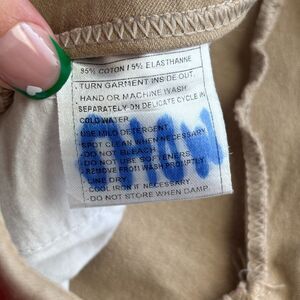 95% COTON / 5% ELASTHANNE
- TURN GARMENT INSIDE OUT.
HAND OR MACHINE WASH
SEPARATELY ON DELICATE CYCLE IN
COLD WATER.
- USE MILD DETERGENT.
- SPOT CLEAN WHEN NECESSARY
- DO NOT BLEACH.
- DO NOT USE SOFTENERS.
- REMOVE FROM WASH PROMPTLY
- LINE DRY.
- COOL IRON IF NECESSARY
- DO NOT STORE WHEN DAMP.